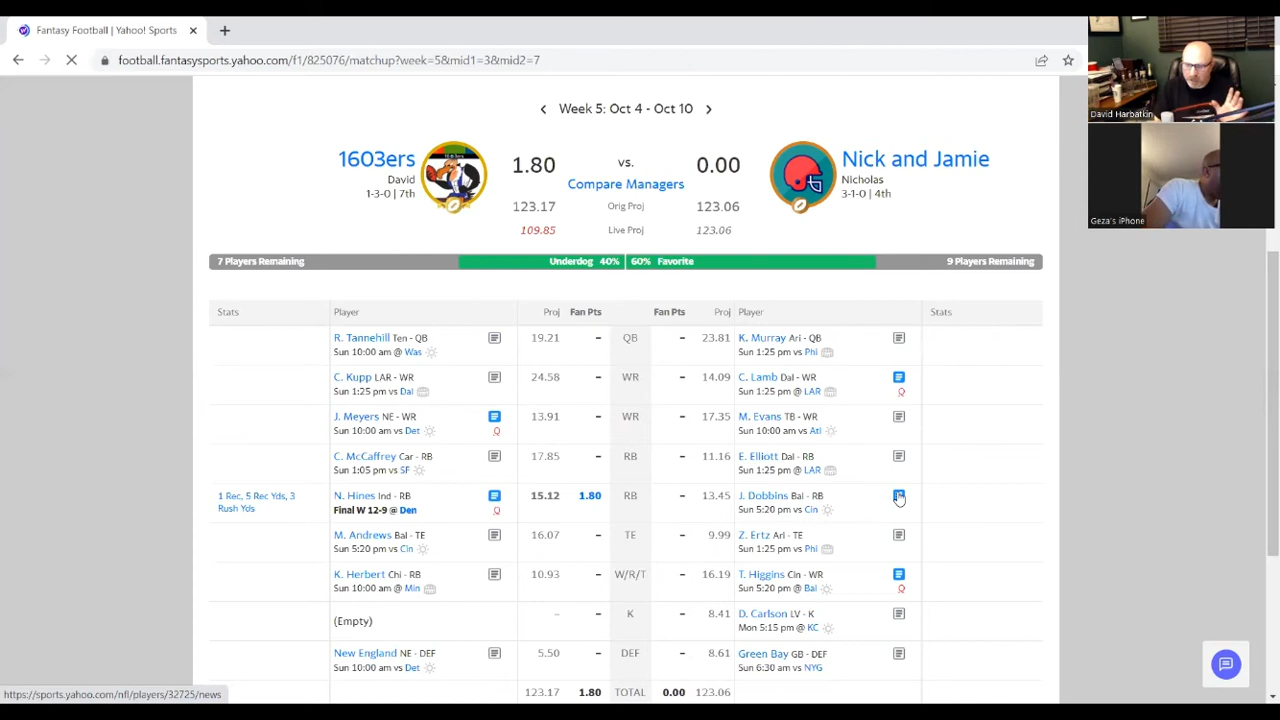 Fantasy Football | Yahoo! Sports
football.fantasysports.yahoo.com/f1/825076/matchup?week=5&mid1=3&mid2=7
David Harbatkin
Geza's iPhone
Week 5: Oct 4 - Oct 10
1603ers
David
1-3-0 | 7th
1.80
vs.
0.00
Nick and Jamie
Nicholas
3-1-0 | 4th
Compare Managers
123.17 Orig Proj 123.06
109.85 Live Proj 123.06
7 Players Remaining Underdog 40% 60% Favorite 9 Players Remaining
Stats Player Proj Fan Pts Fan Pts Proj Player Stats
R. Tannehill Ten - QB 19.21 – QB – 23.81 K. Murray Ari - QB
Sun 10:00 am @ Was Sun 1:25 pm vs Phi
C. Kupp LAR - WR 24.58 – WR – 14.09 C. Lamb Dal - WR
Sun 1:25 pm vs Dal Sun 1:25 pm @ LAR Q
J. Meyers NE - WR 13.91 – WR – 17.35 M. Evans TB - WR
Sun 10:00 am vs Det Q Sun 10:00 am vs Atl
C. McCaffrey Car - RB 17.85 – RB – 11.16 E. Elliott Dal - RB
Sun 1:05 pm vs SF Sun 1:25 pm @ LAR
1 Rec, 5 Rec Yds, 3 N. Hines Ind - RB 15.12 1.80 RB – 13.45 J. Dobbins Bal - RB
Rush Yds Final W 12-9 @ Den Q Sun 5:20 pm vs Cin
M. Andrews Bal - TE 16.07 – TE – 9.99 Z. Ertz Ari - TE
Sun 5:20 pm vs Cin Sun 1:25 pm vs Phi
K. Herbert Chi - RB 10.93 – W/R/T – 16.19 T. Higgins Cin - WR
Sun 10:00 am @ Min Sun 5:20 pm @ Bal Q
(Empty) – – K – 8.41 D. Carlson LV - K
Mon 5:15 pm @ KC
New England NE - DEF 5.50 – DEF – 8.61 Green Bay GB - DEF
Sun 10:00 am vs Det Sun 6:30 am vs NYG
123.17 1.80 TOTAL 0.00 123.06
https://sports.yahoo.com/nfl/players/32725/news